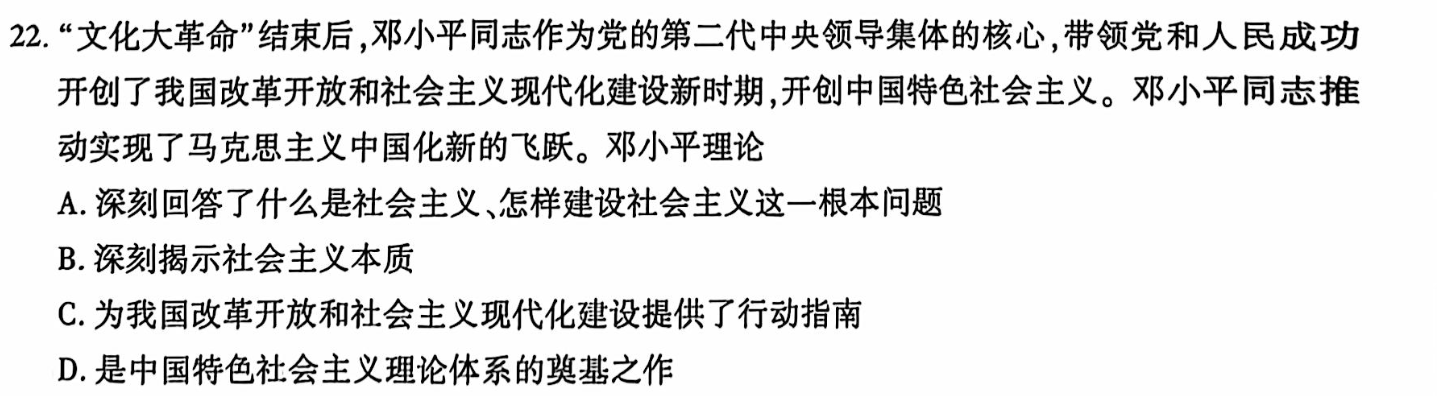 22.“文化大革命”结束后,邓小平同志作为党的第二代中央领导集体的核心,带领党和人民成功
开创了我国改革开放和社会主义现代化建设新时期,开创中国特色社会主义。邓小平同志推
动实现了马克思主义中国化新的飞跃。邓小平理论
A. 深刻回答了什么是社会主义、怎样建设社会主义这一根本问题
B. 深刻揭示社会主义本质
C. 为我国改革开放和社会主义现代化建设提供了行动指南
D. 是中国特色社会主义理论体系的奠基之作